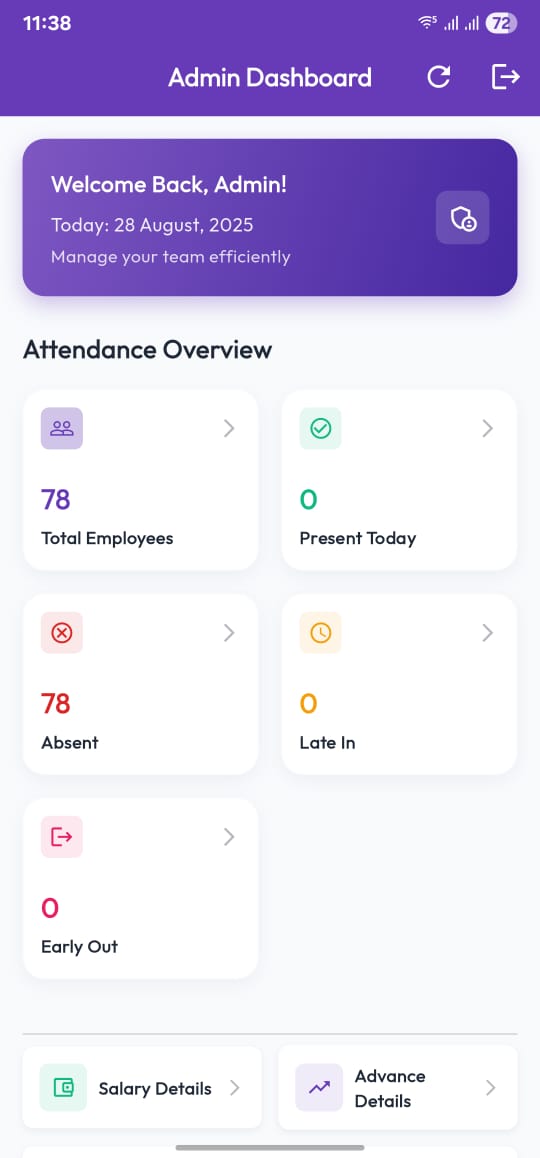 11:38
5
72
Admin Dashboard
Welcome Back, Admin!
Today: 28 August, 2025
Manage your team efficiently
Attendance Overview
78
Total Employees
0
Present Today
78
Absent
0
Late In
0
Early Out
Salary Details
Advance
Details